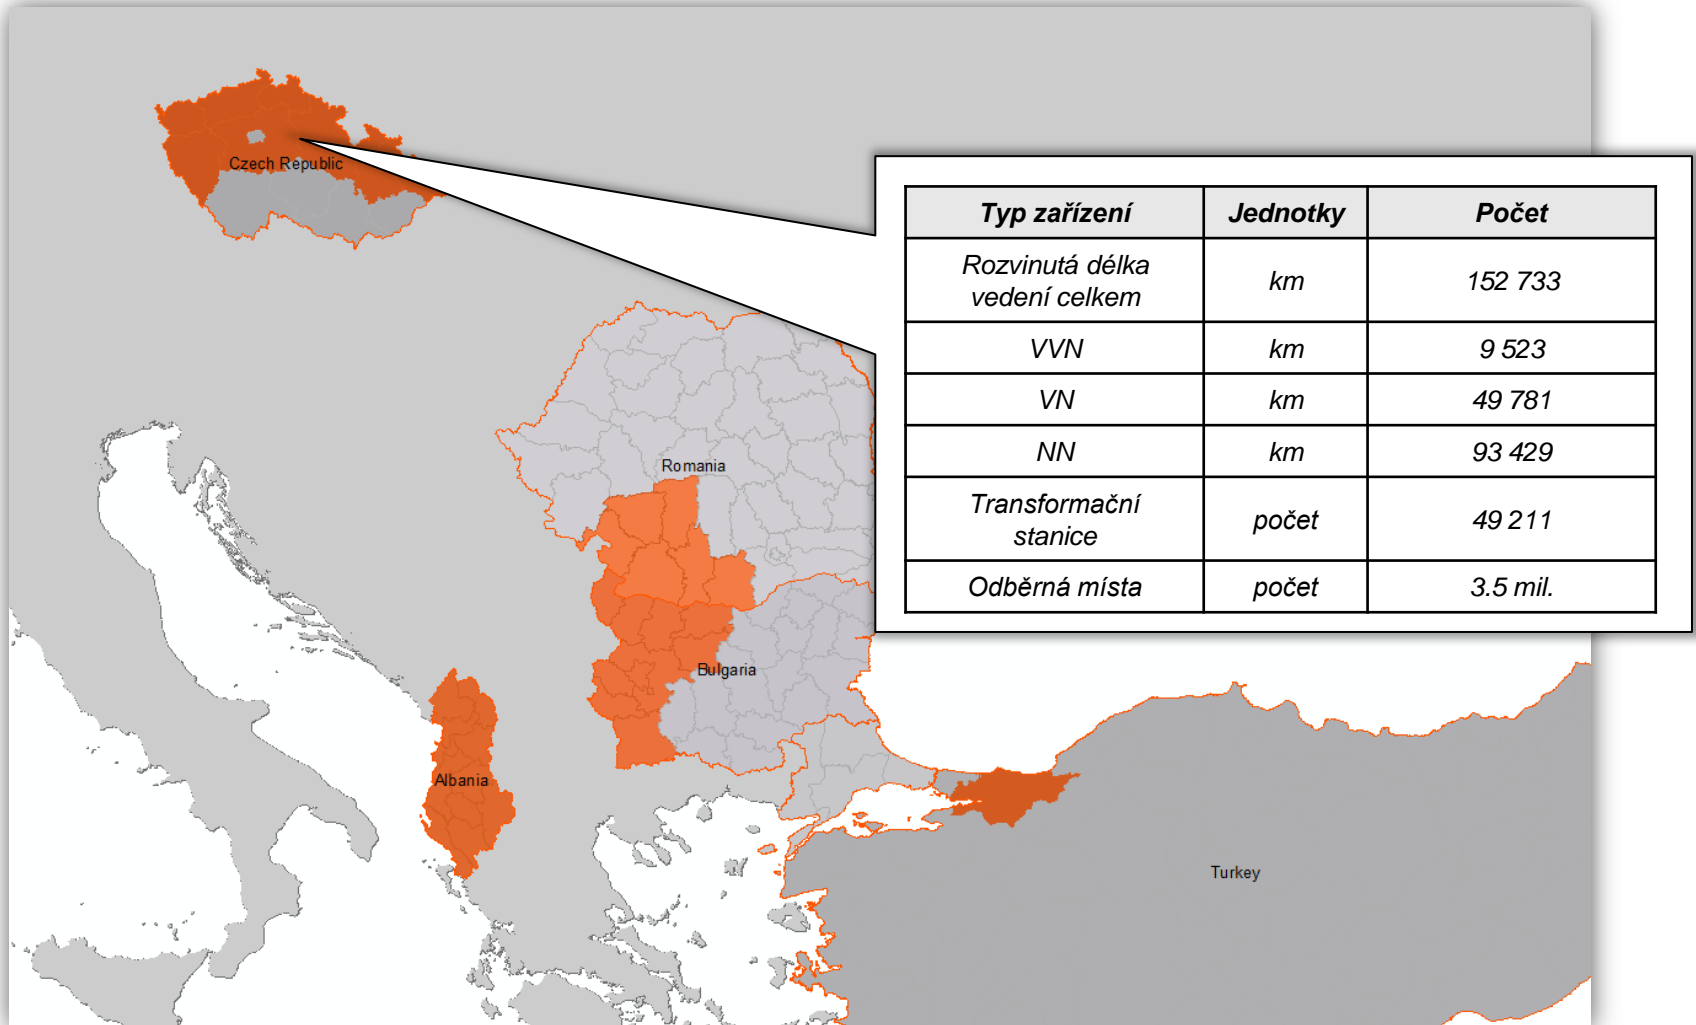 Czech Republic
Typ zařízení Jednotky Počet
Rozvinutá délka
vedení celkem km 152 733
VVN km 9 523
VN km 49 781
NN km 93 429
Transformační
stanice počet 49 211
Odběrná místa počet 3.5 mil.
Romania
Bulgaria
Albania
Turkey